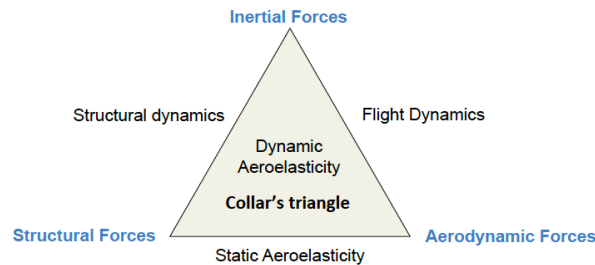 Inertial Forces
Structural dynamics
Flight Dynamics
Dynamic
Aeroelasticity
Collar's triangle
Structural Forces
Aerodynamic Forces
Static Aeroelasticity